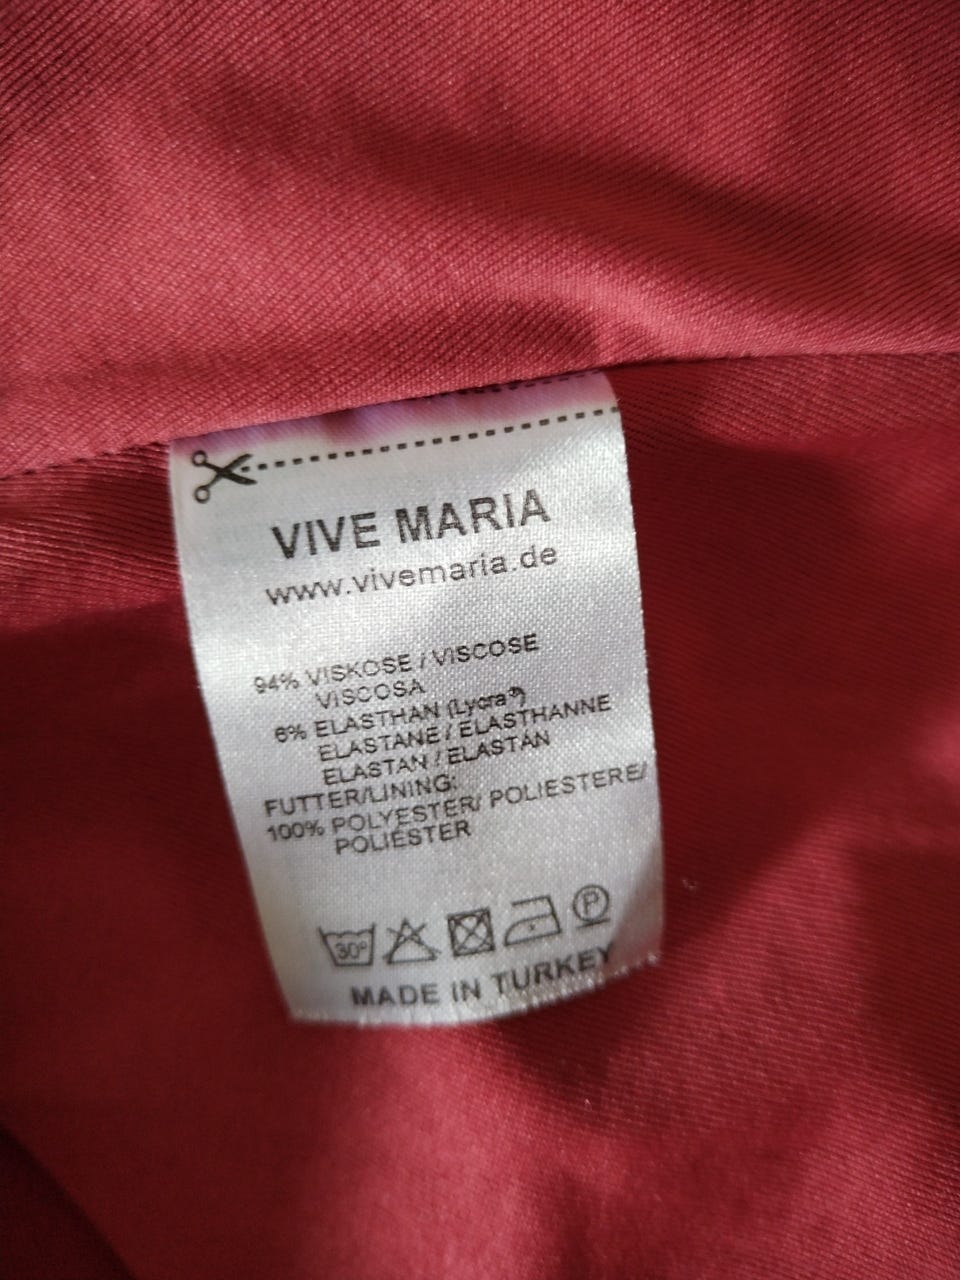 VIVE MARIA
www.vivemaria.de
94% VISKOSE / VISCOSE
VISCOSA
6% ELASTHAN (Lycra®)
ELASTANE / ELASTHANNE
ELASTAN / ELASTÁN
FUTTER/LINING:
100% POLYESTER/ POLIESTERE/
POLIÉSTER
30° P
MADE IN TURKEY